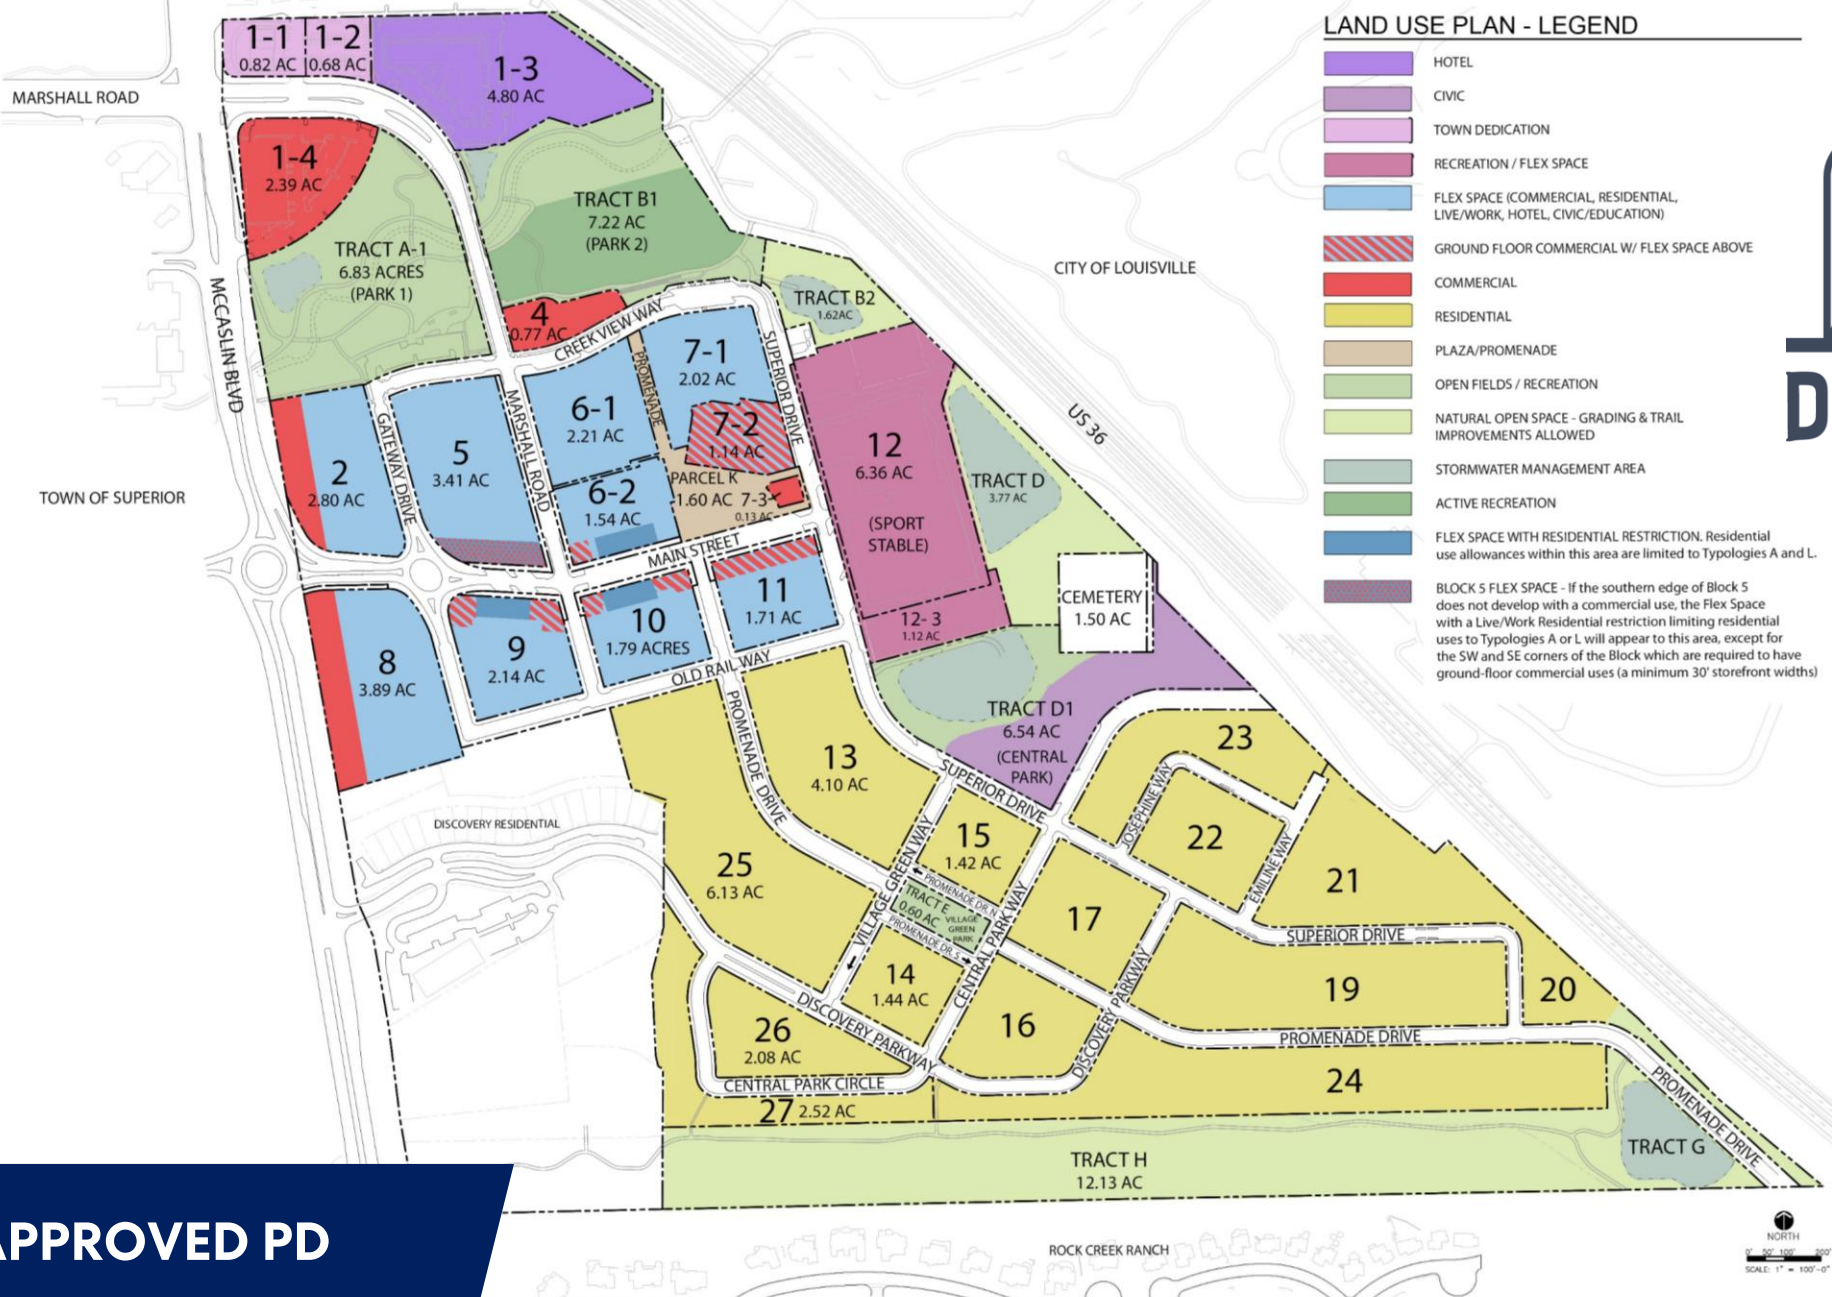 LAND USE PLAN - LEGEND
HOTEL
CIVIC
TOWN DEDICATION
RECREATION / FLEX SPACE
FLEX SPACE (COMMERCIAL, RESIDENTIAL,
LIVE/WORK, HOTEL, CIVIC/EDUCATION)
GROUND FLOOR COMMERCIAL W/ FLEX SPACE ABOVE
COMMERCIAL
RESIDENTIAL
PLAZA/PROMENADE
OPEN FIELDS / RECREATION
NATURAL OPEN SPACE - GRADING & TRAIL
IMPROVEMENTS ALLOWED
STORMWATER MANAGEMENT AREA
ACTIVE RECREATION
FLEX SPACE WITH RESIDENTIAL RESTRICTION. Residential
use allowances within this area are limited to Typologies A and L.
BLOCK 5 FLEX SPACE - If the southern edge of Block 5
does not develop with a commercial use, the Flex Space
with a Live/Work Residential restriction limiting residential
uses to Typologies A or L will appear to this area, except for
the SW and SE corners of the Block which are required to have
ground-floor commercial uses (a minimum 30' storefront widths)
D
1-1
0.82 AC
1-2
0.68 AC
1-3
4.80 AC
MARSHALL ROAD
1-4
2.39 AC
TRACT A-1
6.83 ACRES
(PARK 1)
TRACT B1
7.22 AC
(PARK 2)
CITY OF LOUISVILLE
TRACT B2
1.62AC
MCCASLIN BLVD
4
0.77 AC
CREEK VIEW WAY
PROMENADE
7-1
2.02 AC
SUPERIOR DRIVE
US 36
6-1
2.21 AC
7-2
1.14 AC
12
6.36 AC
(SPORT
STABLE)
TRACT D
3.77 AC
TOWN OF SUPERIOR
2
2.80 AC
GATEWAY DRIVE
5
3.41 AC
MARSHALL ROAD
6-2
1.54 AC
PARCEL K
1.60 AC
7-3
0.13 AC
MAIN STREET
11
1.71 AC
10
1.79 ACRES
9
2.14 AC
8
3.89 AC
OLD RAIL WAY
12- 3
1.12 AC
CEMETERY
1.50 AC
TRACT D1
6.54 AC
(CENTRAL
PARK)
PROMENADE DRIVE
13
4.10 AC
SUPERIOR DRIVE
23
JOSEPHINE WAY
22
EMILINE WAY
21
DISCOVERY RESIDENTIAL
25
6.13 AC
VILLAGE GREEN WAY
15
1.42 AC
PROMENADE DR. N
TRACT E
0.60 AC
VILLAGE
GREEN
PARK
PROMENADE DR. S
CENTRAL PARKWAY
17
SUPERIOR DRIVE
14
1.44 AC
DISCOVERY PARKWAY
16
DISCOVERY PARKWAY
19
20
PROMENADE DRIVE
26
2.08 AC
CENTRAL PARK CIRCLE
27 2.52 AC
24
PROMENADE DRIVE
TRACT G
TRACT H
12.13 AC
APPROVED PD
ROCK CREEK RANCH
NORTH
0' 50' 100' 200'
SCALE: 1" = 100'-0"